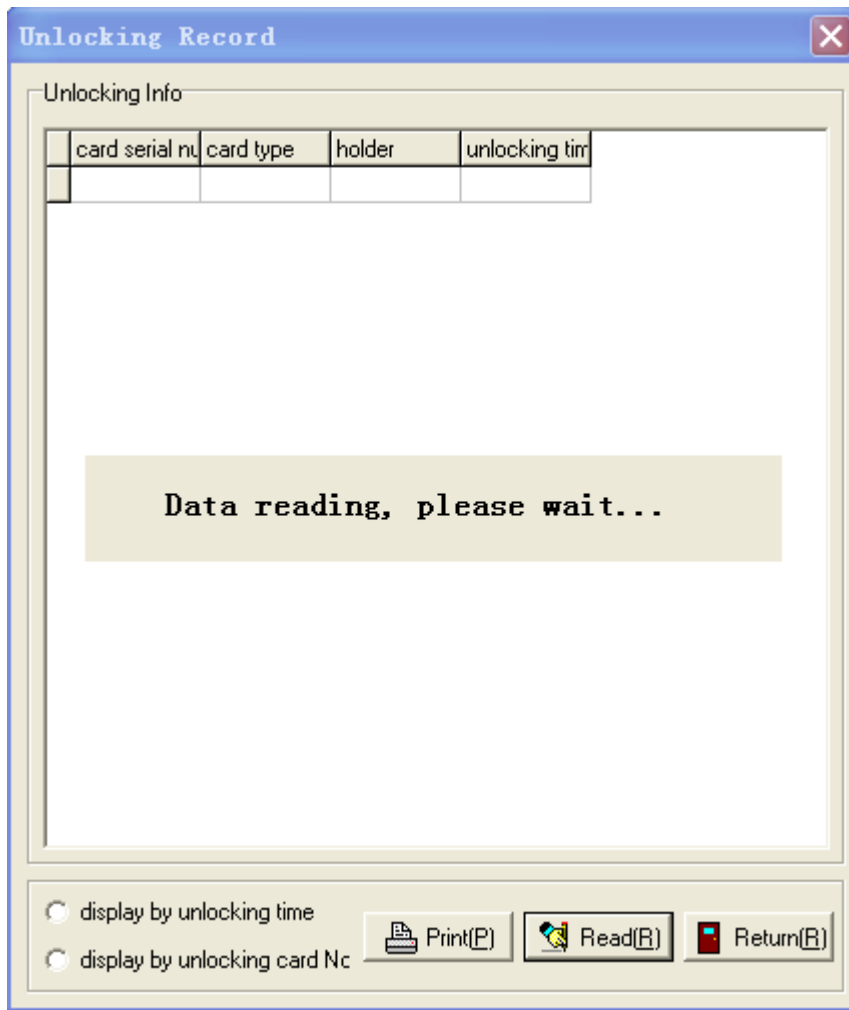 Unlocking Record
Unlocking Info
card serial nu card type holder unlocking tim
Data reading, please wait...
display by unlocking time
display by unlocking card No
Print(P) Read(R) Return(R)